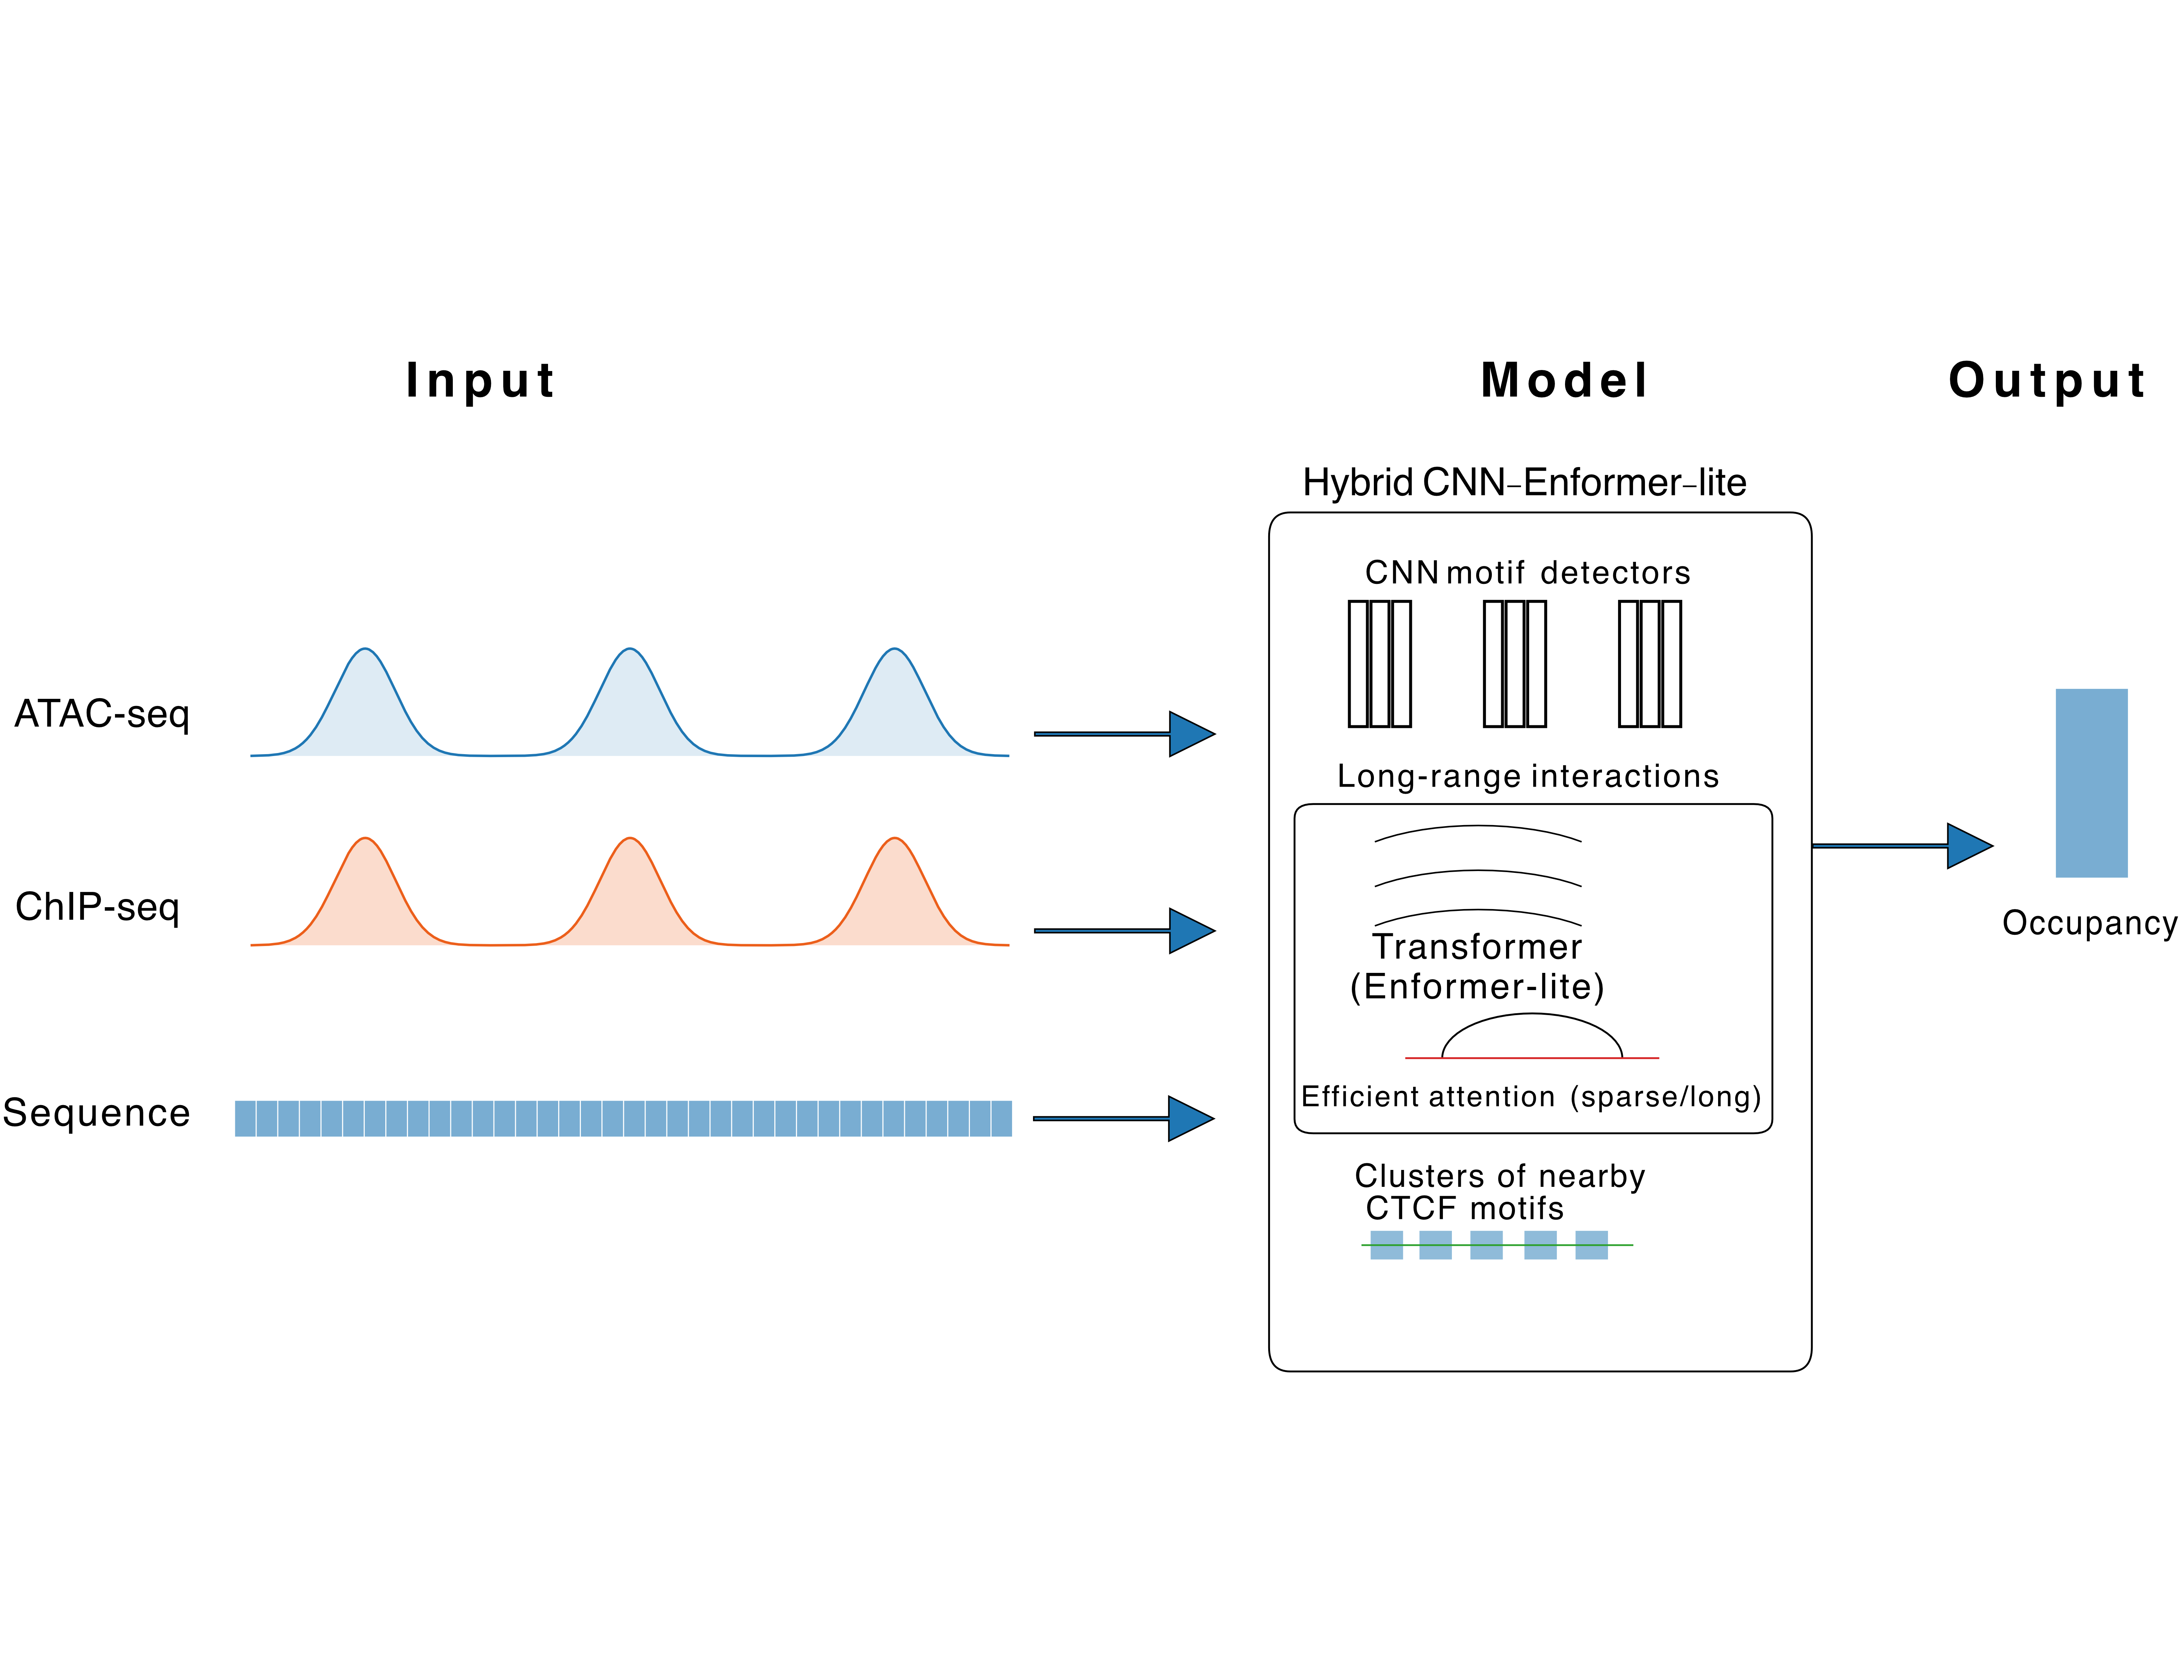 Input
Model
Output
Hybrid CNN–Enformer–lite
CNN motif detectors
ATAC-seq
Long-range interactions
ChIP-seq
Transformer
(Enformer-lite)
Occupancy
Efficient attention (sparse/long)
Sequence
Clusters of nearby
CTCF motifs